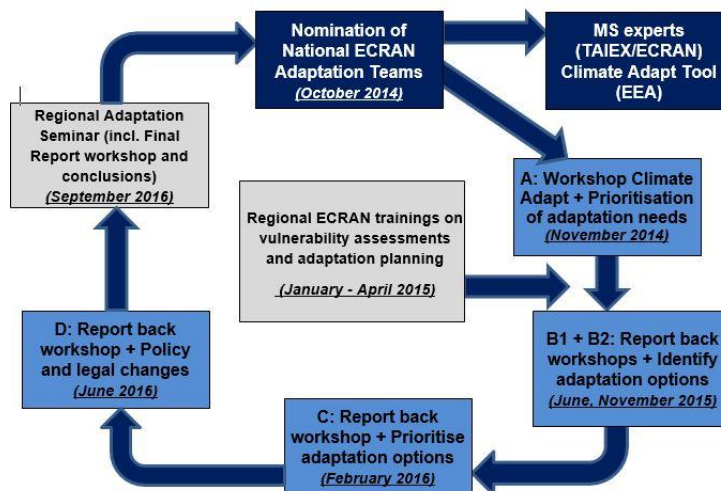 Nomination of
National ECRAN
Adaptation Teams
(October 2014)
MS experts
(TAIEX/ECRAN)
Climate Adapt Tool
(EEA)
Regional Adaptation
Seminar (incl. Final
Report workshop and
conclusions)
(September 2016)
A: Workshop Climate
Adapt + Prioritisation
of adaptation needs
(November 2014)
Regional ECRAN trainings on
vulnerability assessments
and adaptation planning
(January - April 2015)
D: Report back
workshop + Policy
and legal changes
(June 2016)
B1 + B2: Report back
workshops + Identify
adaptation options
(June, November 2015)
C: Report back
workshop + Prioritise
adaptation options
(February 2016)